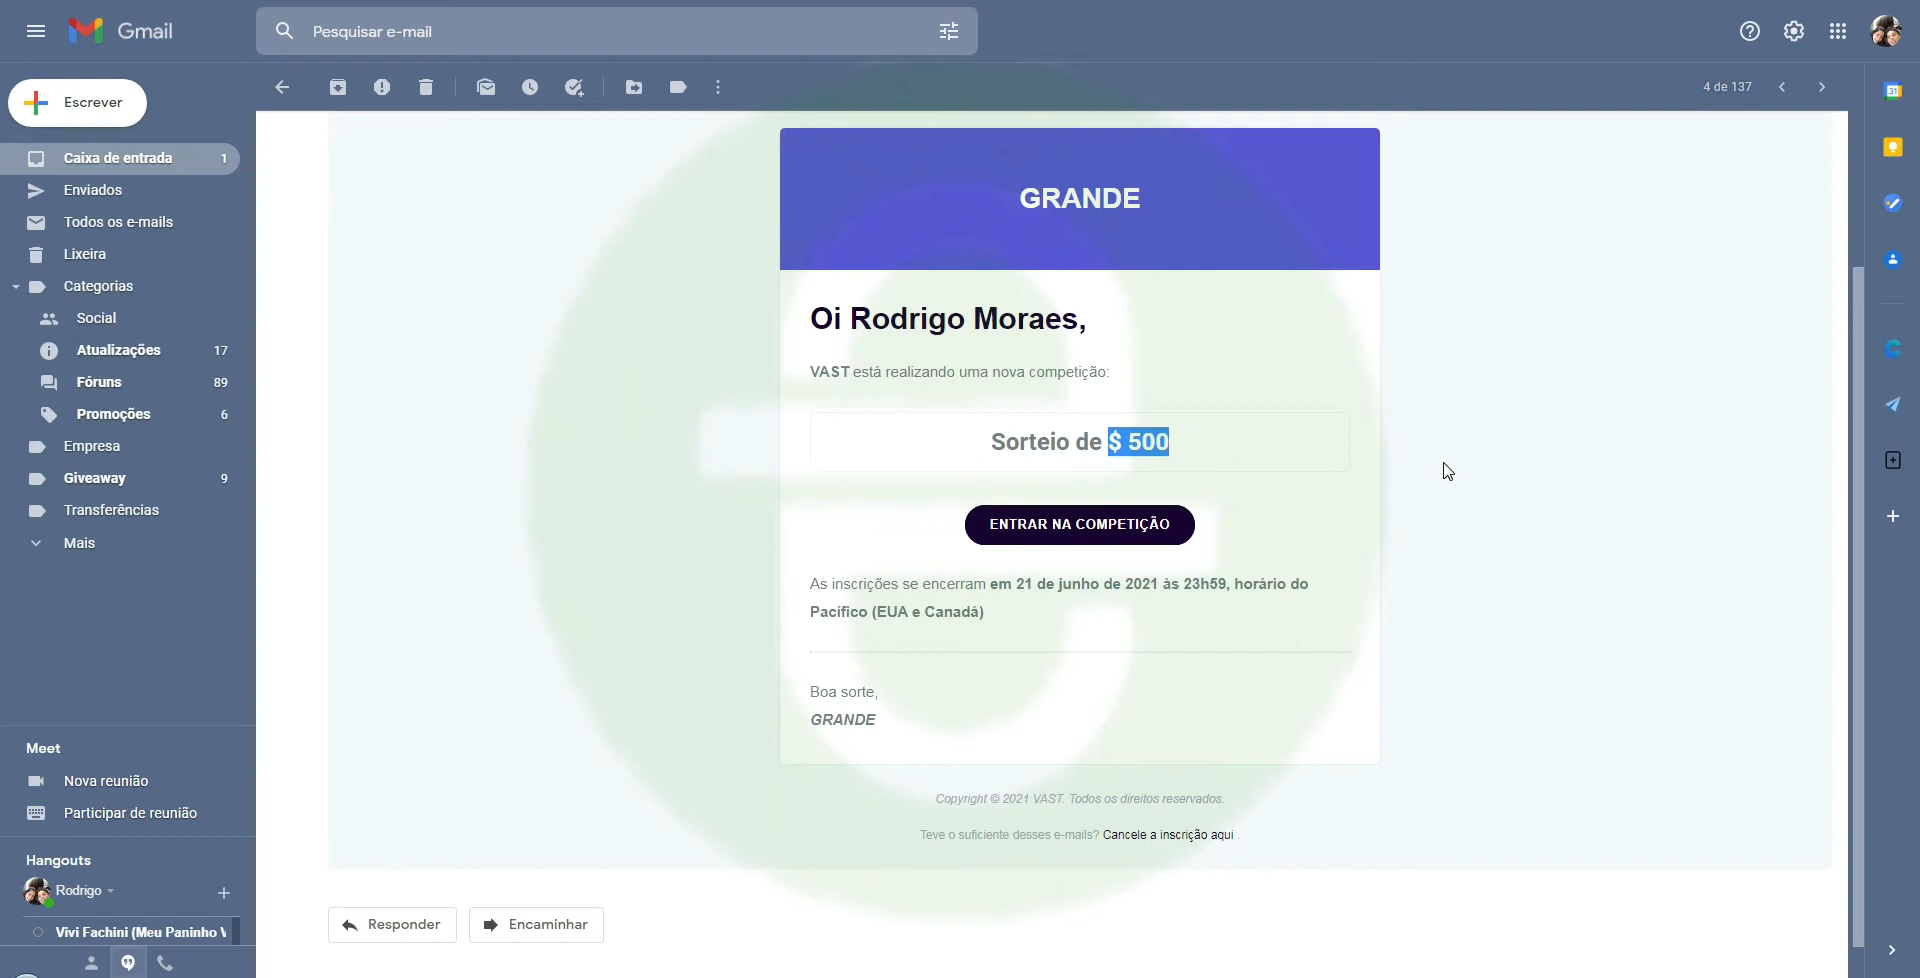 Gmail
Pesquisar e-mail
Escrever
4 de 137
31
Caixa de entrada 1
Enviados
Todos os e-mails
Lixeira
Categorias
Social
Atualizações 17
Fóruns 89
Promoções 6
Empresa
Giveaway 9
Transferências
Mais
Meet
Nova reunião
Participar de reunião
Hangouts
Rodrigo
Vivi Fachini (Meu Paninho
GRANDE
Oi Rodrigo Moraes,
VAST está realizando uma nova competição:
Sorteio de $ 500
ENTRAR NA COMPETIÇÃO
As inscrições se encerram em 21 de junho de 2021 às 23h59, horário do
Pacífico (EUA e Canadá)
Boa sorte,
GRANDE
Copyright © 2021 VAST. Todos os direitos reservados.
Teve o suficiente desses e-mails? Cancele a inscrição aqui .
Responder
Encaminhar